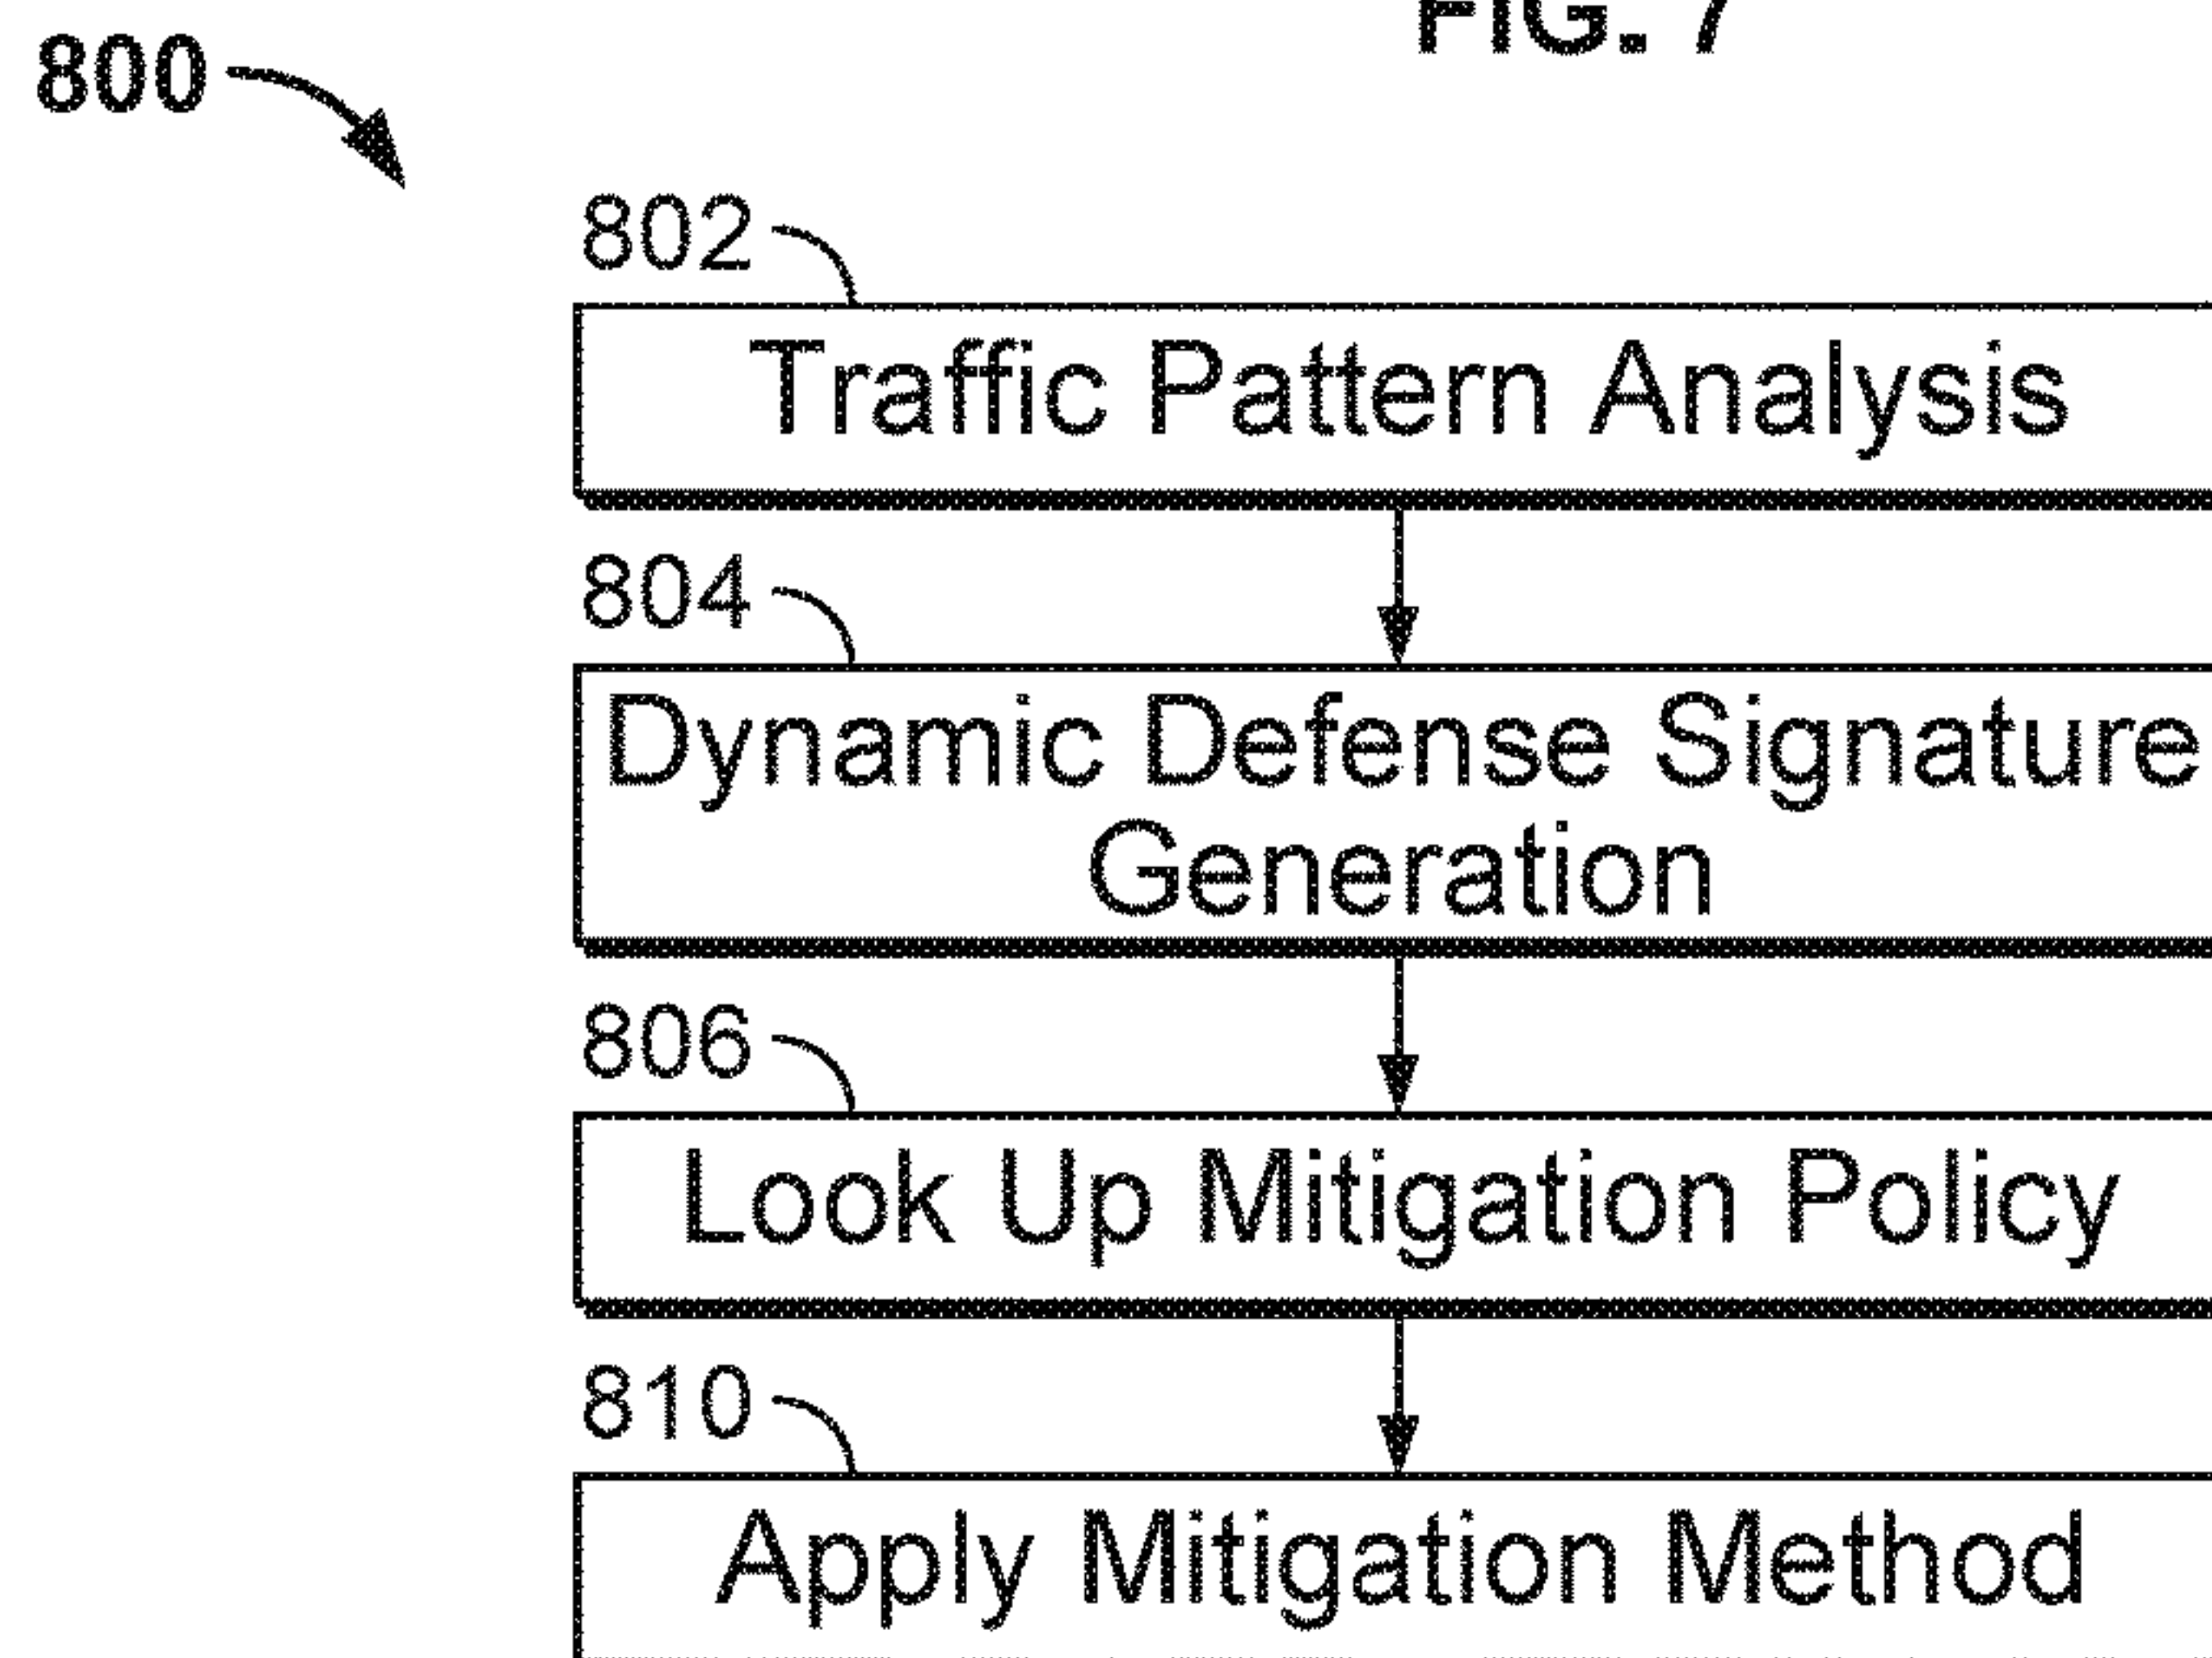 FIG. 7
800
802
Traffic Pattern Analysis
804
Dynamic Defense Signature
Generation
806
Look Up Mitigation Policy
810
Apply Mitigation Method